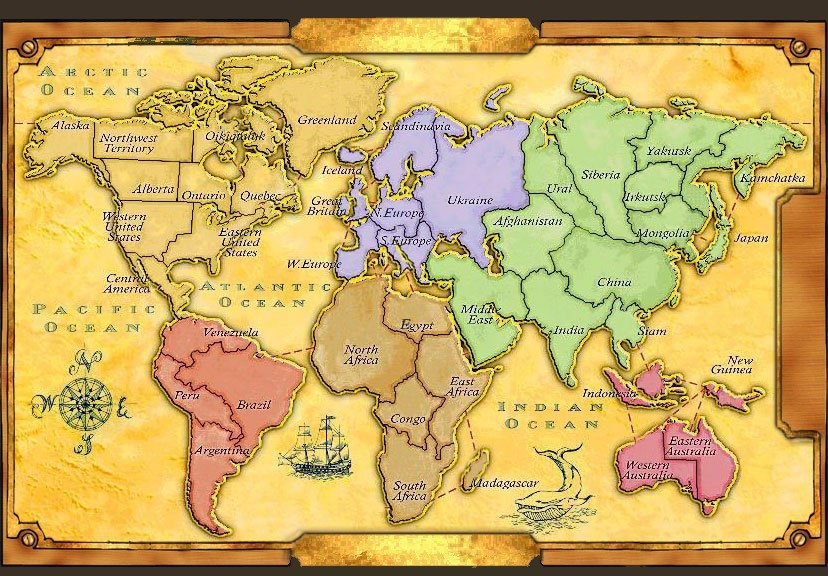 Arctic
Ocean
Alaska
Northwest
Territory
Greenland
Scandinavia
Iceland
Alberta
Ontario
Quebec
Great
Britain
N. Europe
Ukraine
Ural
Siberia
Yakutsk
Kamchatka
Irkutsk
Western
United
States
Eastern
United
States
S. Europe
W. Europe
Afghanistan
Mongolia
Japan
Central
America
Atlantic
Ocean
Pacific
Ocean
China
Middle
East
India
Siam
Venezuela
North
Africa
Egypt
East
Africa
New
Guinea
Indonesia
N
W
E
S
Peru
Brazil
Congo
Indian
Ocean
Argentina
South
Africa
Madagascar
Eastern
Australia
Western
Australia